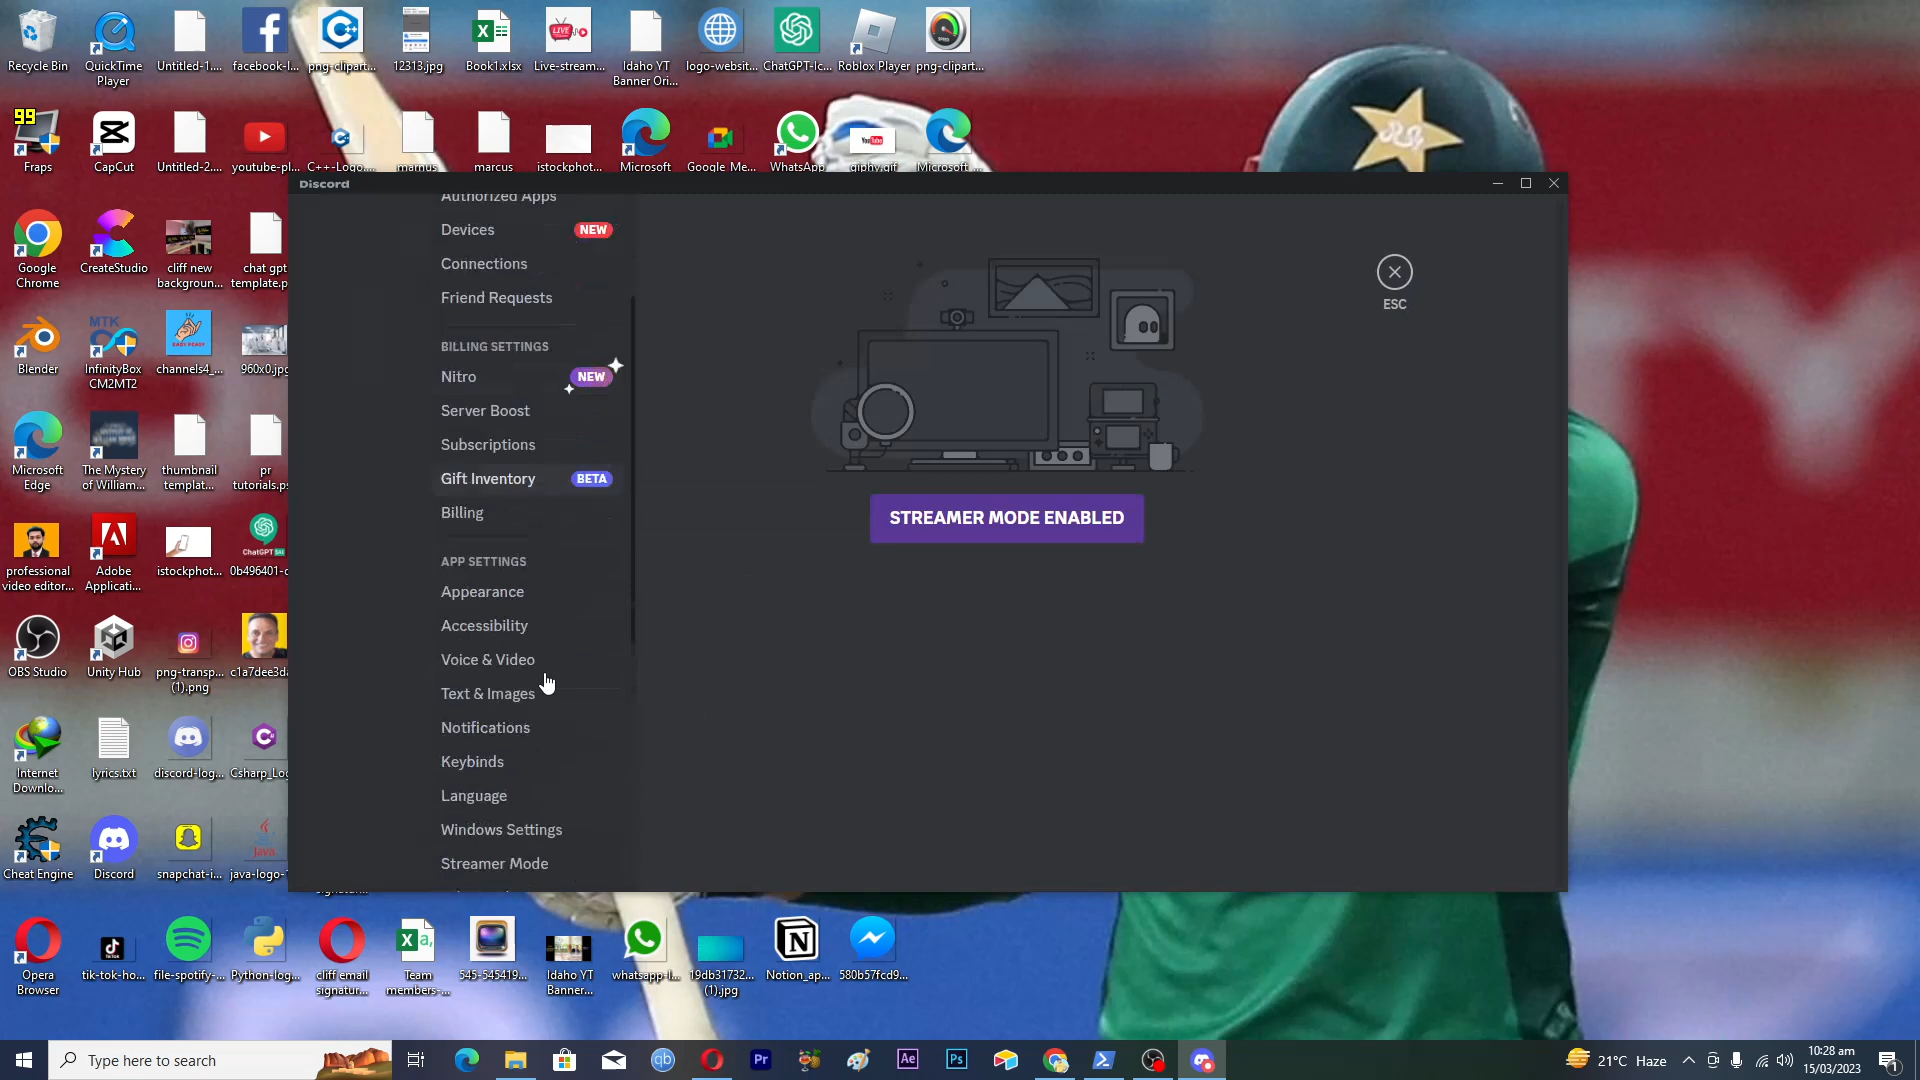 Recycle Bin
QuickTime
Player
Untitled-1....
facebook-l...
png-clipart...
12313.jpg
Book1.xlsx
Live-stream...
Idaho YT
Banner Ori...
logo-websit...
ChatGPT-Ic...
Roblox Player
png-clipart...
99
Fraps
CapCut
Untitled-2....
youtube-pl...
C++-Logo....
marnus
marcus
istockphot...
Microsoft
Google Me...
WhatsApp
giphy.gif
Microsoft ...
Google
Chrome
CreateStudio
cliff new
backgroun...
chat gpt
template.p
Blender
MTK
InfinityBox
CM2MT2
channels4_...
960x0.jpg
Microsoft
Edge
The Mystery
of William...
thumbnail
templat...
pr
tutorials.ps
professional
video editor...
Adobe
Applicati...
istockphot...
ChatGPT
0b496401-c
OBS Studio
Unity Hub
png-transp...
(1).png
c1a7dee3da
Internet
Downlo...
lyrics.txt
discord-log...
Csharp_Log
Cheat Engine
Discord
snapchat-i...
java-logo-1
Opera
Browser
tik-tok-ho...
file-spotify-...
Python-log...
cliff email
signatur...
Team
members-...
545-545419...
Idaho YT
Banner...
whatsapp-l...
19db31732...
(1).jpg
Notion_ap...
580b57fcd9...
Discord
Authorized Apps
Devices NEW
Connections
Friend Requests
BILLING SETTINGS
Nitro NEW
Server Boost
Subscriptions
Gift Inventory BETA
Billing
APP SETTINGS
Appearance
Accessibility
Voice & Video
Text & Images
Notifications
Keybinds
Language
Windows Settings
Streamer Mode
STREAMER MODE ENABLED
ESC
Type here to search
21°C Haze
10:28 am
15/03/2023